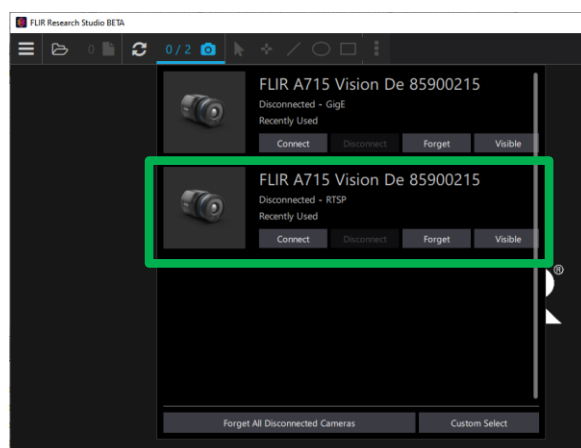 FLIR Research Studio BETA
0 0 / 2
FLIR A715 Vision De 85900215
Disconnected - GigE
Recently Used
Connect Disconnect Forget Visible
FLIR A715 Vision De 85900215
Disconnected - RTSP
Recently Used
Connect Disconnect Forget Visible
®
Forget All Disconnected Cameras Custom Select